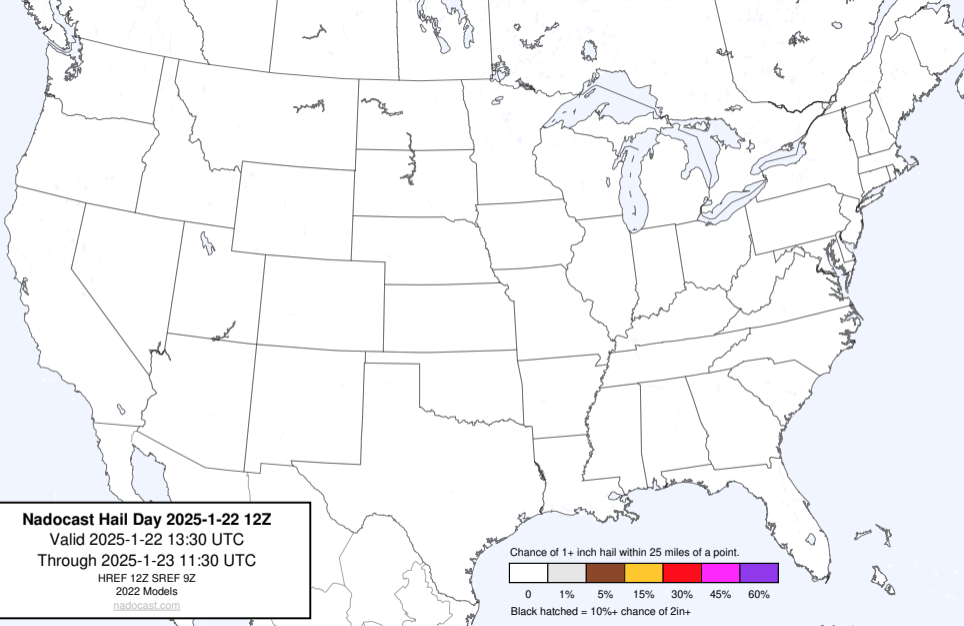 Nadocast Hail Day 2025-1-22 12Z
Valid 2025-1-22 13:30 UTC
Through 2025-1-23 11:30 UTC
HREF 12Z SREF 9Z
2022 Models
nadocast.com
Chance of 1+ inch hail within 25 miles of a point.
0 1% 5% 15% 30% 45% 60%
Black hatched = 10%+ chance of 2in+